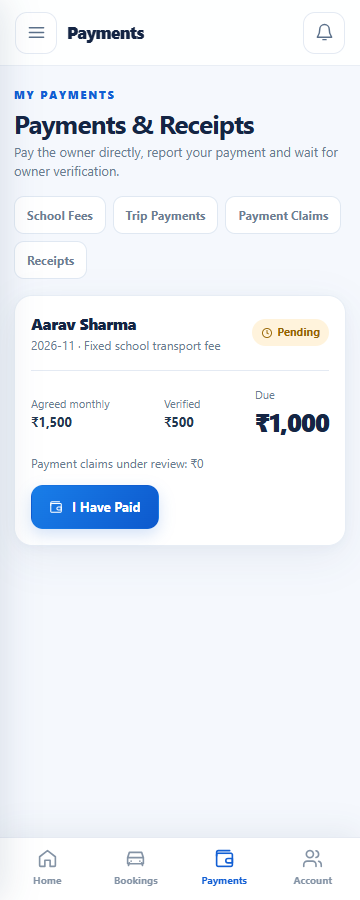 Payments
MY PAYMENTS
Payments & Receipts
Pay the owner directly, report your payment and wait for
owner verification.
School Fees
Trip Payments
Payment Claims
Receipts
Aarav Sharma
2026-11 · Fixed school transport fee
Pending
Agreed monthly
₹1,500
Verified
₹500
Due
₹1,000
Payment claims under review: ₹0
I Have Paid
Home
Bookings
Payments
Account